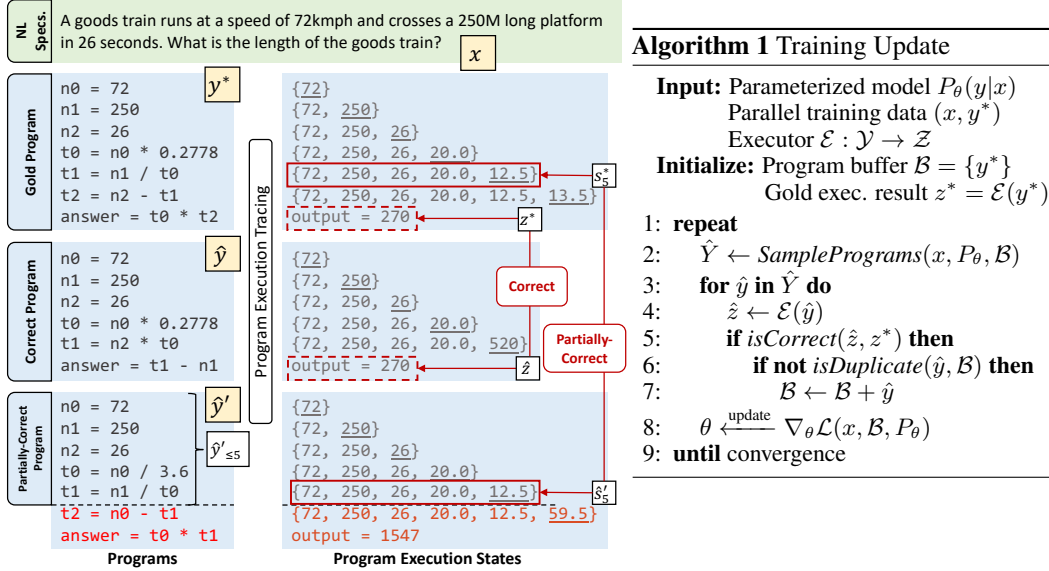 NL Specs.
A goods train runs at a speed of 72kmph and crosses a 250M long platform
in 26 seconds. What is the length of the goods train?
x
Gold Program
y*
n0 = 72
n1 = 250
n2 = 26
t0 = n0 * 0.2778
t1 = n1 / t0
t2 = n2 - t1
answer = t0 * t2
Program Execution Tracing
{72}
{72, 250}
{72, 250, 26}
{72, 250, 26, 20.0}
{72, 250, 26, 20.0, 12.5}
{72, 250, 26, 20.0, 12.5, 13.5}
output = 270
s*₅
z*
Correct Program
ŷ
n0 = 72
n1 = 250
n2 = 26
t0 = n0 * 0.2778
t1 = n2 * t0
answer = t1 - n1
{72}
{72, 250}
{72, 250, 26}
{72, 250, 26, 20.0}
{72, 250, 26, 20.0, 520}
output = 270
ẑ
Correct
Partially-
Correct
Partially-Correct
Program
ŷ′
n0 = 72
n1 = 250
n2 = 26
t0 = n0 / 3.6
t1 = n1 / t0
t2 = n0 - t1
answer = t0 * t1
ŷ′≤5
{72}
{72, 250}
{72, 250, 26}
{72, 250, 26, 20.0}
{72, 250, 26, 20.0, 12.5}
{72, 250, 26, 20.0, 12.5, 59.5}
output = 1547
ŝ′₅
Programs
Program Execution States
Algorithm 1 Training Update
Input: Parameterized model Pθ(y|x)
Parallel training data (x, y*)
Executor ℰ : 𝒴 → 𝒵
Initialize: Program buffer ℬ = {y*}
Gold exec. result z* = ℰ(y*)
1: repeat
2: Ŷ ← SamplePrograms(x, Pθ, ℬ)
3: for ŷ in Ŷ do
4: ẑ ← ℰ(ŷ)
5: if isCorrect(ẑ, z*) then
6: if not isDuplicate(ŷ, ℬ) then
7: ℬ ← ℬ + ŷ
8: θ ←update— ∇θℒ(x, ℬ, Pθ)
9: until convergence